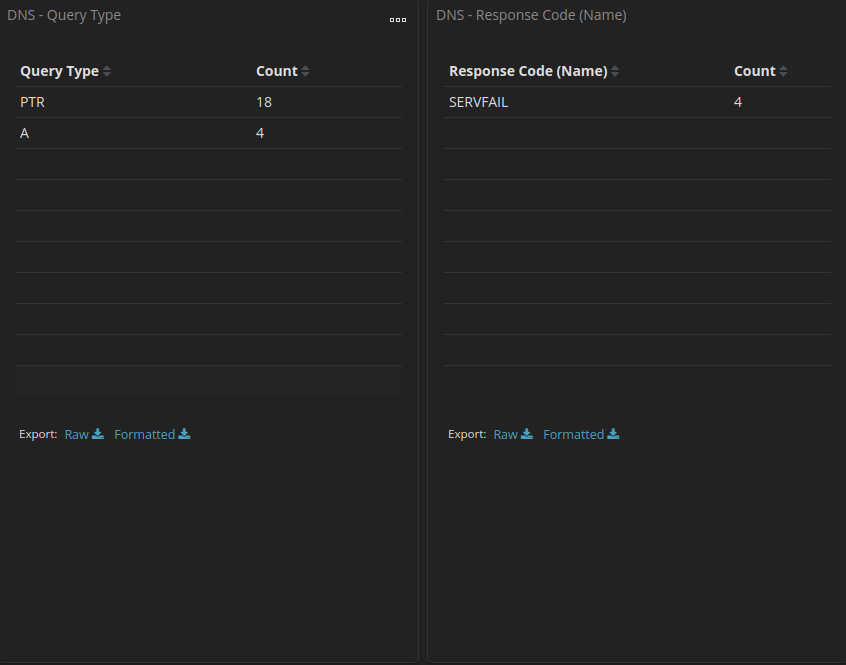 DNS - Query Type
Query Type Count
PTR 18
A 4
Export: Raw Formatted
DNS - Response Code (Name)
Response Code (Name) Count
SERVFAIL 4
Export: Raw Formatted